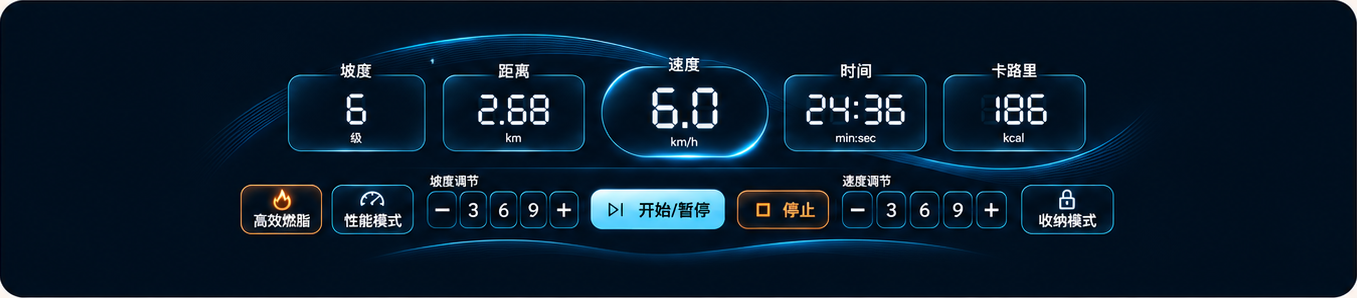 坡度
距离
速度
时间
卡路里
6
2.68
6.0
24:36
186
级
km
km/h
min:sec
kcal
坡度调节
速度调节
高效燃脂
性能模式
− 3 6 9 +
开始/暂停
停止
− 3 6 9 +
收纳模式